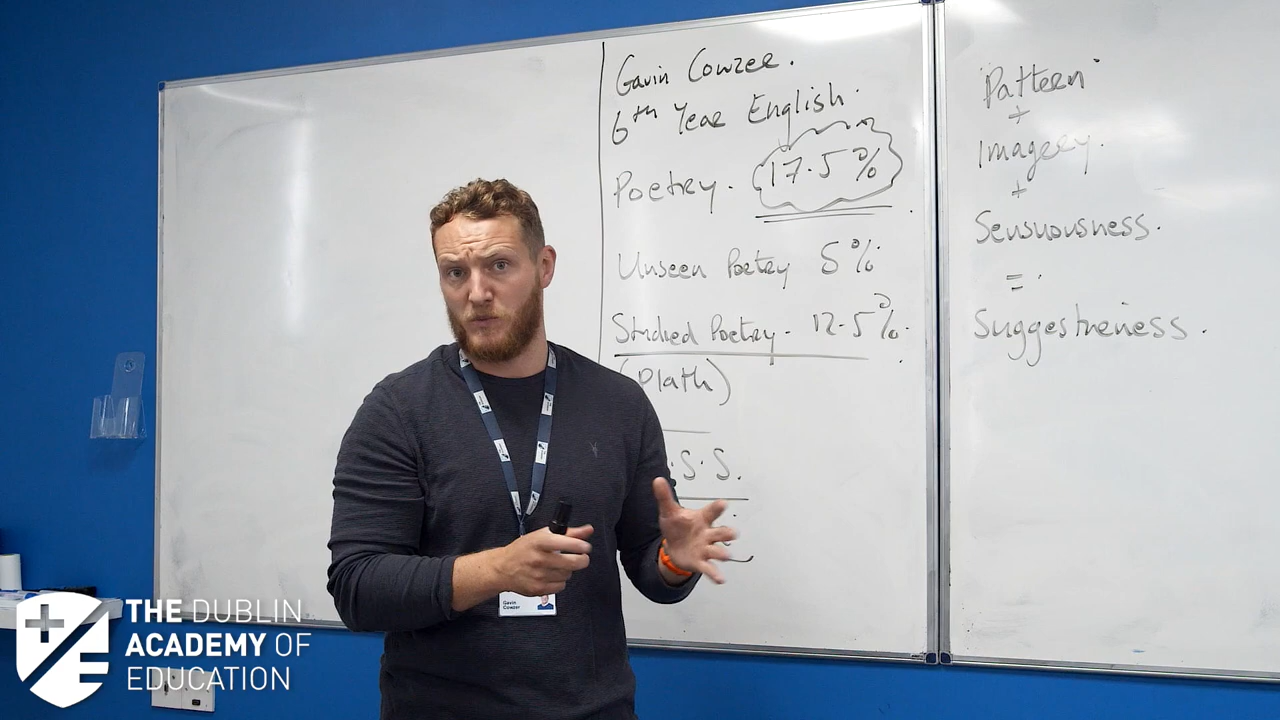 Gavin Cowzer.
6th Year English.
Poetry. 17.5%
Unseen Poetry 5%
Studied Poetry. 12.5%.
(Plath)
.S.S.
"Pattern"
+
Imagery.
+
Sensuousness.
=
Suggestiveness.
Gavin
Cowzer
THE DUBLIN
ACADEMY OF
EDUCATION